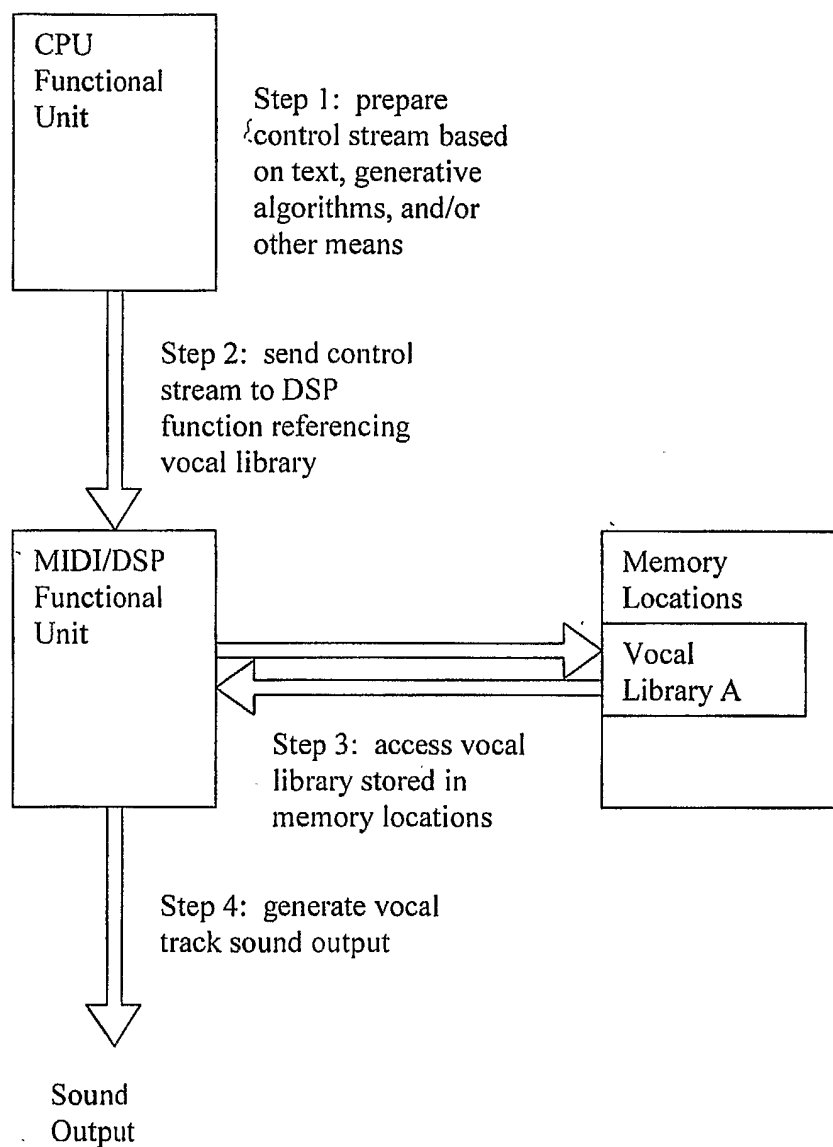 CPU
Functional
Unit
Step 1: prepare
control stream based
on text, generative
algorithms, and/or
other means
Step 2: send control
stream to DSP
function referencing
vocal library
MIDI/DSP
Functional
Unit
Memory
Locations
Vocal
Library A
Step 3: access vocal
library stored in
memory locations
Step 4: generate vocal
track sound output
Sound
Output